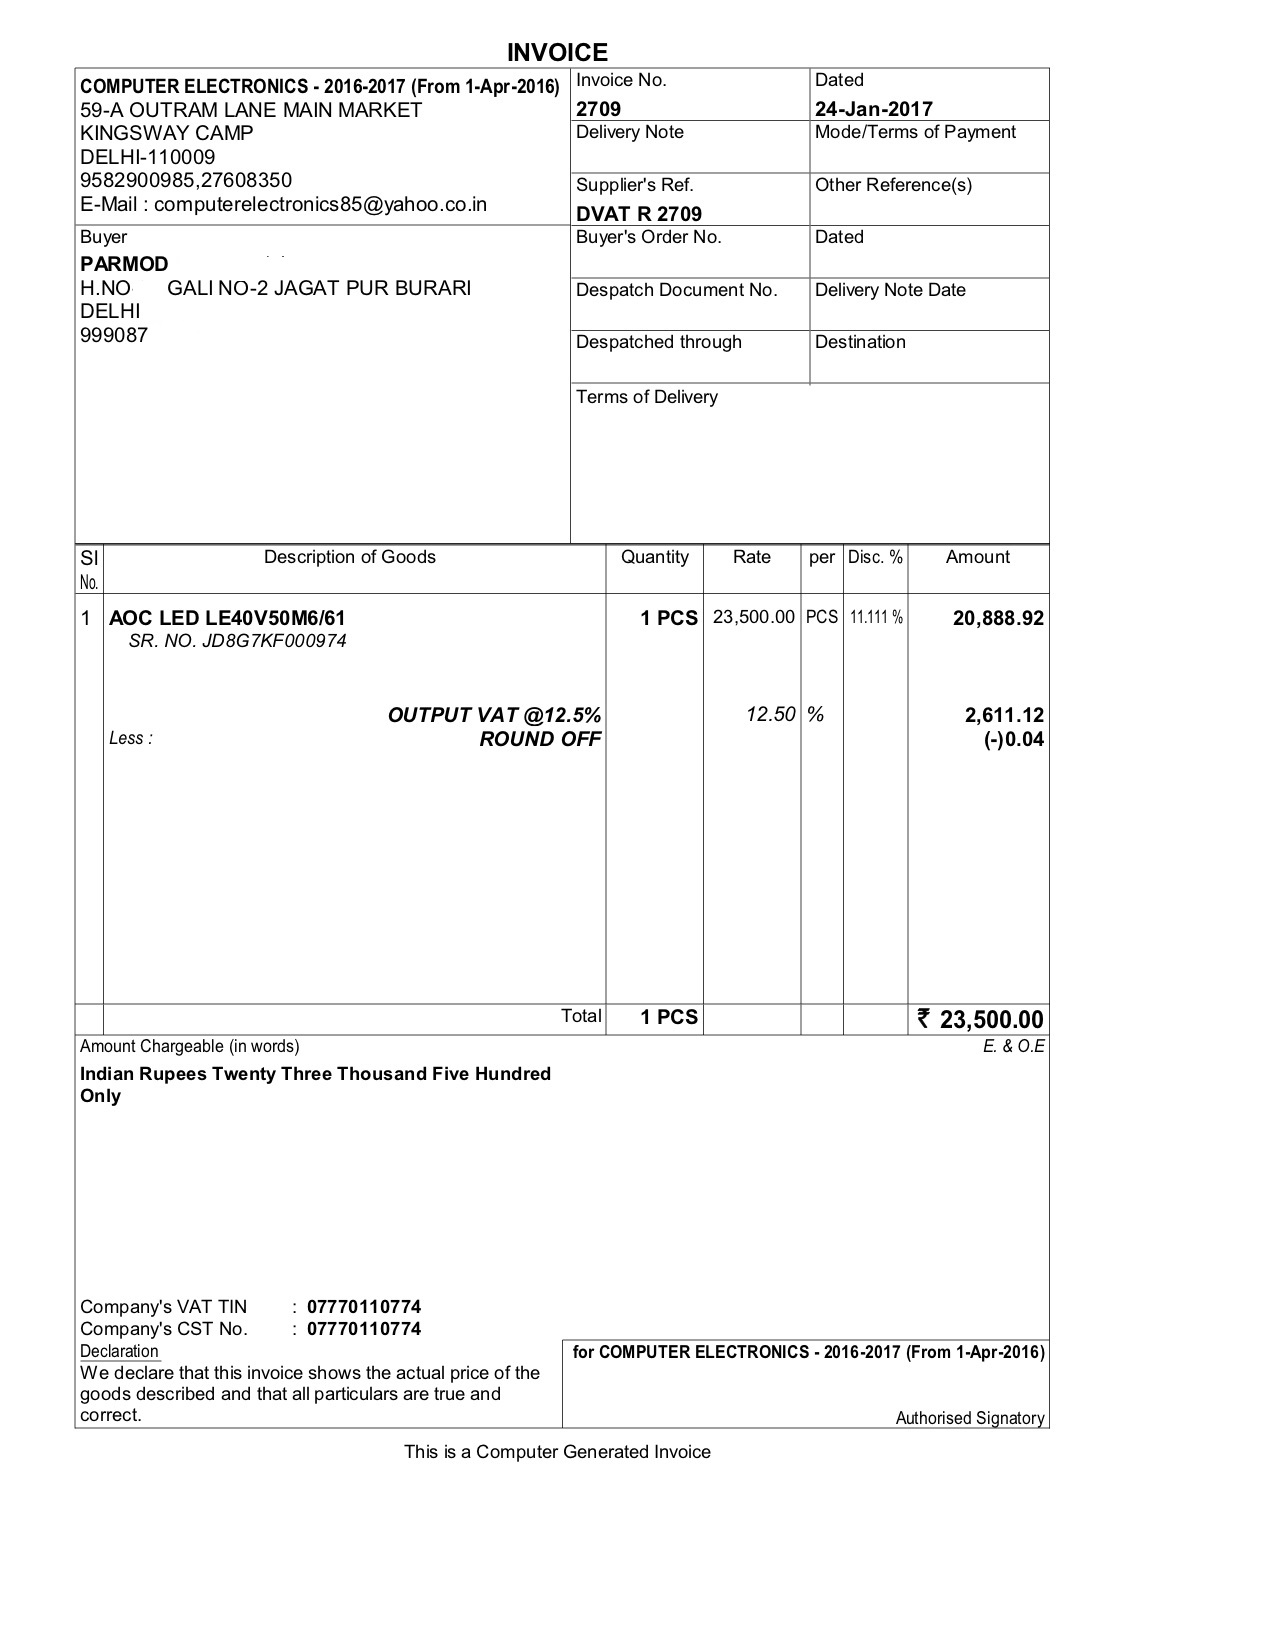 INVOICE
COMPUTER ELECTRONICS - 2016-2017 (From 1-Apr-2016)
59-A OUTRAM LANE MAIN MARKET
KINGSWAY CAMP
DELHI-110009
9582900985,27608350
E-Mail : computerelectronics85@yahoo.co.in
Invoice No.
2709
Dated
24-Jan-2017
Delivery Note
Mode/Terms of Payment
Supplier's Ref.
DVAT R 2709
Other Reference(s)
Buyer
PARMOD
H.NO GALI NO-2 JAGAT PUR BURARI
DELHI
999087
Buyer's Order No.
Dated
Despatch Document No.
Delivery Note Date
Despatched through
Destination
Terms of Delivery
SI No. Description of Goods Quantity Rate per Disc. % Amount
1 AOC LED LE40V50M6/61 1 PCS 23,500.00 PCS 11.111 % 20,888.92
SR. NO. JD8G7KF000974
OUTPUT VAT @12.5% 12.50 % 2,611.12
Less : ROUND OFF (-)0.04
Total 1 PCS ₹ 23,500.00
Amount Chargeable (in words) E. & O.E
Indian Rupees Twenty Three Thousand Five Hundred
Only
Company's VAT TIN : 07770110774
Company's CST No. : 07770110774
Declaration
We declare that this invoice shows the actual price of the
goods described and that all particulars are true and
correct.
for COMPUTER ELECTRONICS - 2016-2017 (From 1-Apr-2016)
Authorised Signatory
This is a Computer Generated Invoice